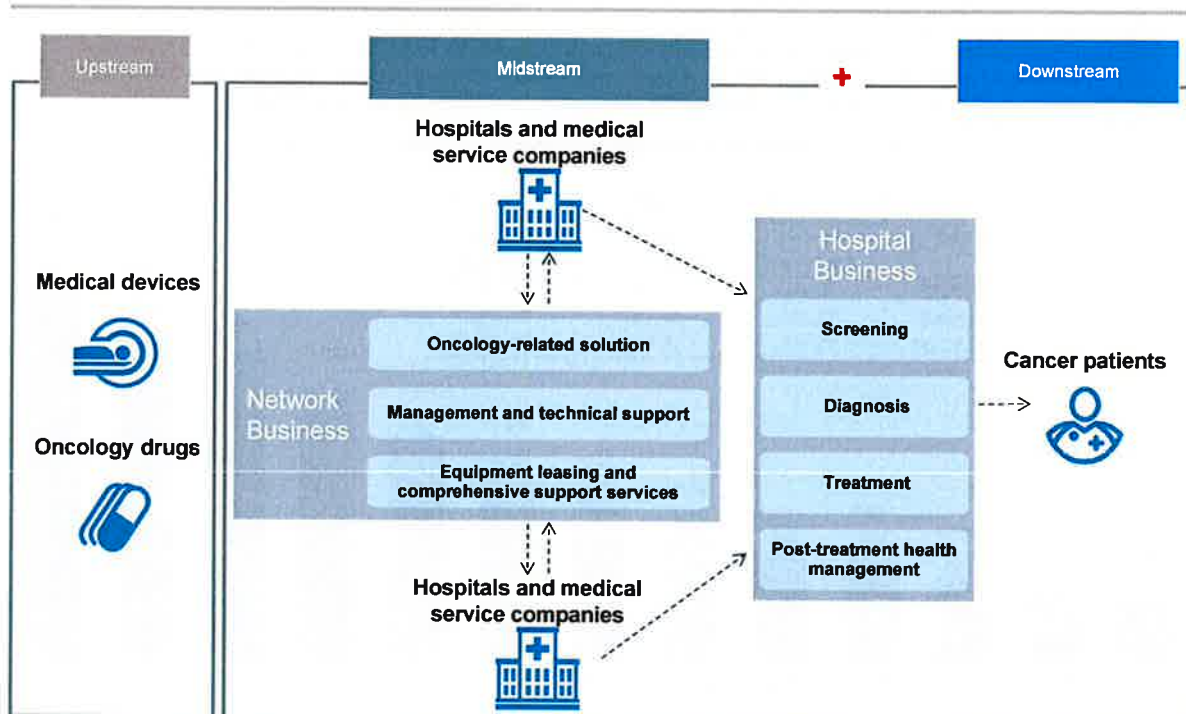 Upstream
Midstream
Downstream
Hospitals and medical
service companies
Medical devices
Oncology drugs
Network
Business
Oncology-related solution
Management and technical support
Equipment leasing and
comprehensive support services
Hospitals and medical
service companies
Hospital
Business
Screening
Diagnosis
Treatment
Post-treatment health
management
Cancer patients